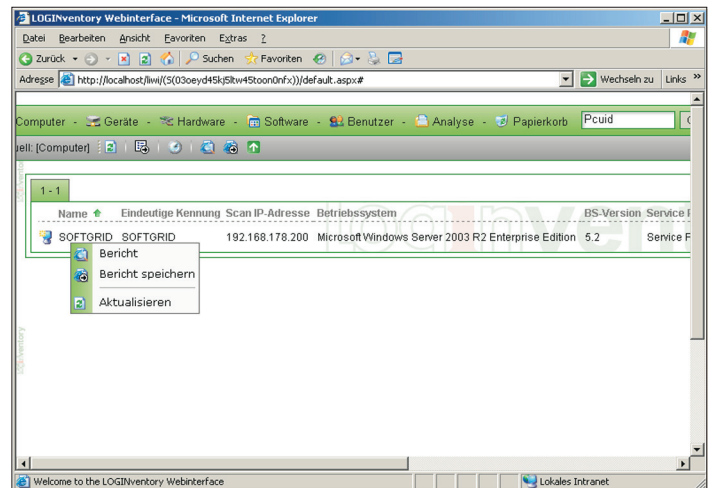 LOGINventory Webinterface - Microsoft Internet Explorer
Datei Bearbeiten Ansicht Favoriten Extras ?
Zurück Suchen Favoriten
Adresse http://localhost/liwi/(S(03oeyd45kj5ltw45toon0nfx))/default.aspx# Wechseln zu Links »
Computer - Geräte - Hardware - Software - Benutzer - Analyse - Papierkorb Pcuid
uell: [Computer]
1 - 1
Name Eindeutige Kennung Scan IP-Adresse Betriebssystem BS-Version Service
SOFTGRID SOFTGRID 192.168.178.200 Microsoft Windows Server 2003 R2 Enterprise Edition 5.2 Service
loginvent
Bericht
Bericht speichern
Aktualisieren
LOGINventory
Welcome to the LOGINventory Webinterface Lokales Intranet